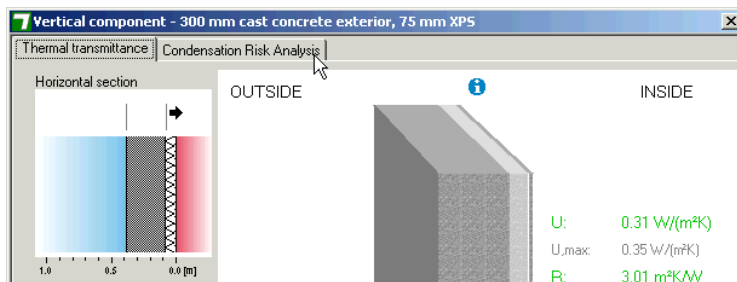 Vertical component - 300 mm cast concrete exterior, 75 mm XPS
Thermal transmittance Condensation Risk Analysis
Horizontal section
OUTSIDE
INSIDE
U: 0.31 W/(m²K)
U,max: 0.35 W/(m²K)
R: 3.01 m²K/W
1.0 0.5 0.0 [m]